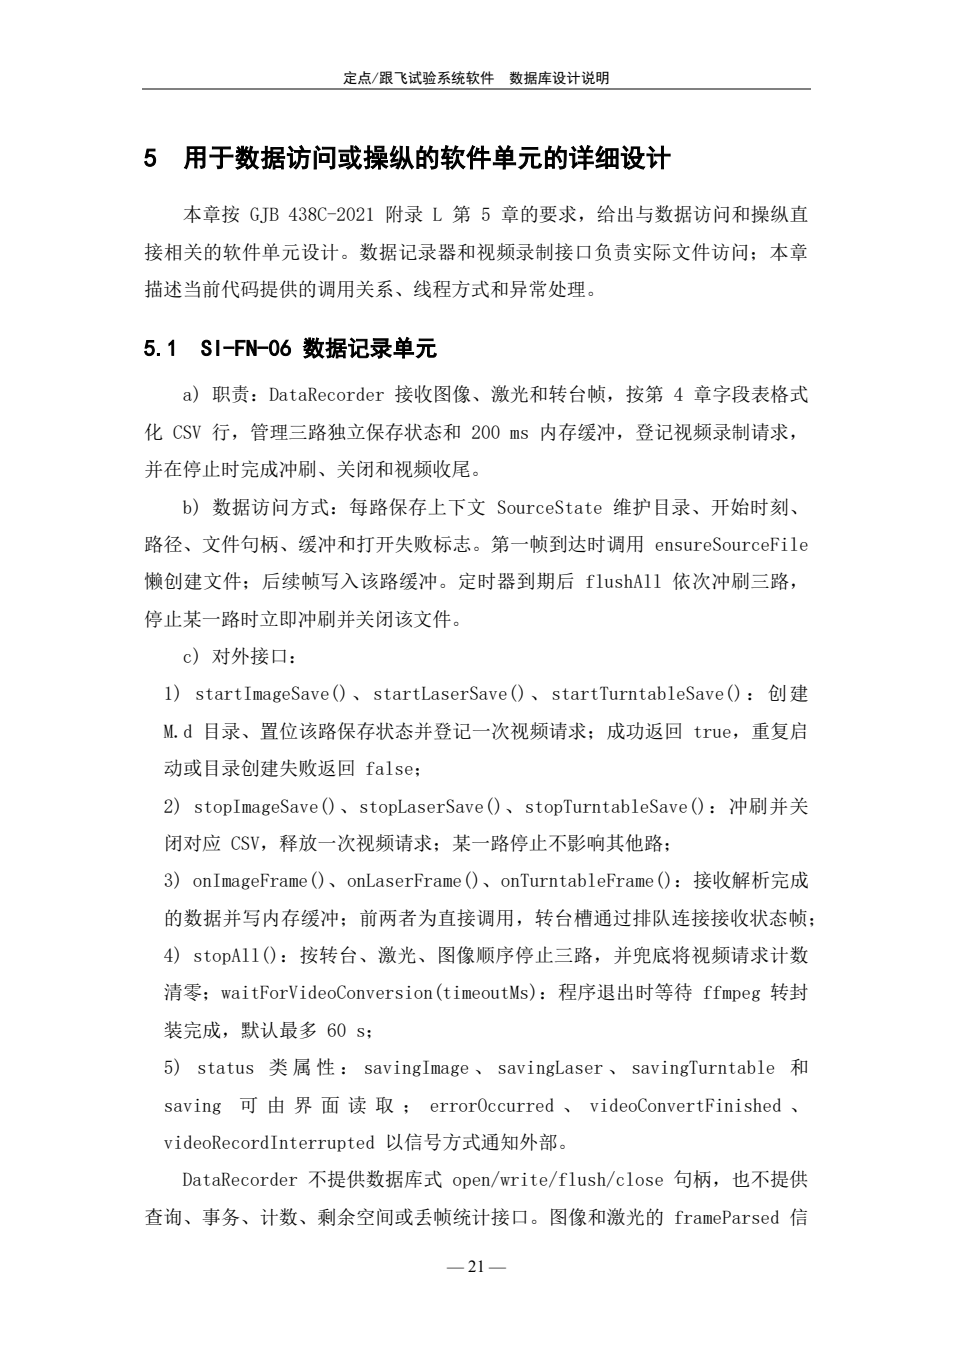 定点/跟飞试验系统软件　数据库设计说明
5　用于数据访问或操纵的软件单元的详细设计
本章按 GJB 438C-2021 附录 L 第 5 章的要求，给出与数据访问和操纵直
接相关的软件单元设计。数据记录器和视频录制接口负责实际文件访问；本章
描述当前代码提供的调用关系、线程方式和异常处理。
5.1　SI-FN-06 数据记录单元
a）职责：DataRecorder 接收图像、激光和转台帧，按第 4 章字段表格式
化 CSV 行，管理三路独立保存状态和 200 ms 内存缓冲，登记视频录制请求，
并在停止时完成冲刷、关闭和视频收尾。
b）数据访问方式：每路保存上下文 SourceState 维护目录、开始时刻、
路径、文件句柄、缓冲和打开失败标志。第一帧到达时调用 ensureSourceFile
懒创建文件；后续帧写入该路缓冲。定时器到期后 flushAll 依次冲刷三路，
停止某一路时立即冲刷并关闭该文件。
c）对外接口：
1）startImageSave()、startLaserSave()、startTurntableSave()：创建
M.d 目录、置位该路保存状态并登记一次视频请求；成功返回 true，重复启
动或目录创建失败返回 false；
2）stopImageSave()、stopLaserSave()、stopTurntableSave()：冲刷并关
闭对应 CSV，释放一次视频请求；某一路停止不影响其他路；
3）onImageFrame()、onLaserFrame()、onTurntableFrame()：接收解析完成
的数据并写内存缓冲；前两者为直接调用，转台槽通过排队连接接收状态帧；
4）stopAll()：按转台、激光、图像顺序停止三路，并兜底将视频请求计数
清零；waitForVideoConversion(timeoutMs)：程序退出时等待 ffmpeg 转封
装完成，默认最多 60 s；
5） status 类属性： savingImage 、 savingLaser 、 savingTurntable 和
saving 可由界面读取； errorOccurred 、 videoConvertFinished 、
videoRecordInterrupted 以信号方式通知外部。
DataRecorder 不提供数据库式 open/write/flush/close 句柄，也不提供
查询、事务、计数、剩余空间或丢帧统计接口。图像和激光的 frameParsed 信
— 21 —